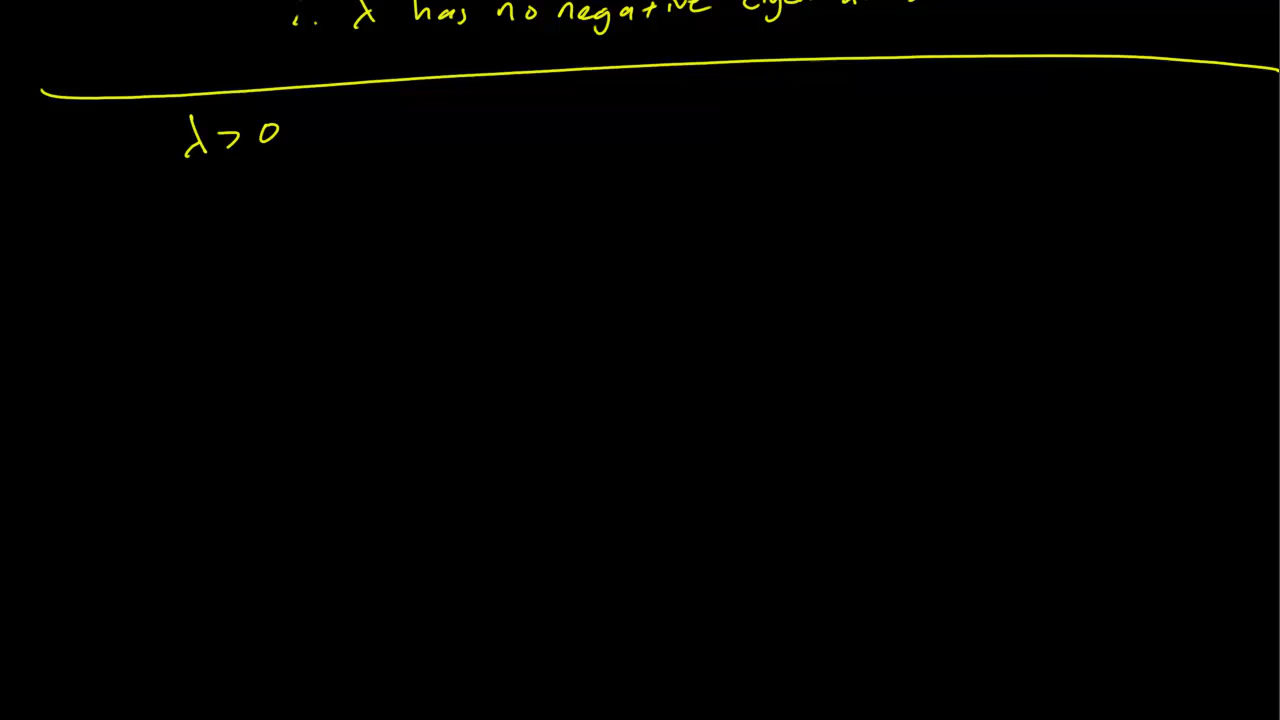 ∴ λ has no negative
λ > 0